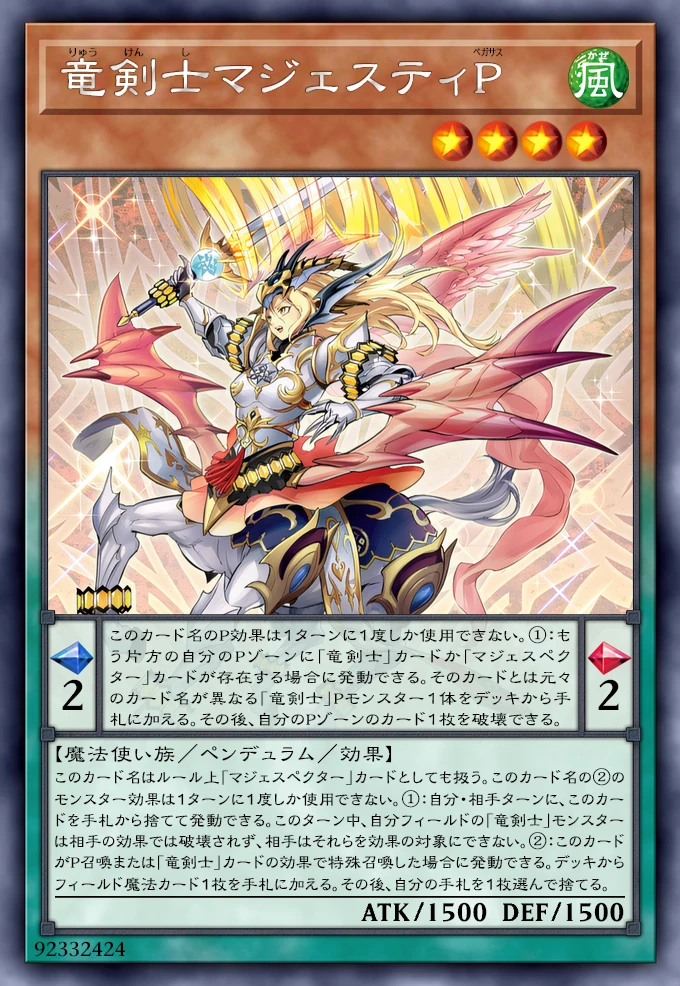 りゅう けん し ペガサス
竜剣士マジェスティP
かぜ
風
このカード名のP効果は1ターンに1度しか使用できない。①:も
う片方の自分のPゾーンに「竜剣士」カードか「マジェスペク
ター」カードが存在する場合に発動できる。そのカードとは元々
のカード名が異なる「竜剣士」Pモンスター1体をデッキから手
札に加える。その後、自分のPゾーンのカード1枚を破壊できる。
2
2
【魔法使い族/ペンデュラム/効果】
このカード名はルール上「マジェスペクター」カードとしても扱う。このカード名の②の
モンスター効果は1ターンに1度しか使用できない。①:自分・相手ターンに、このカー
ドを手札から捨てて発動できる。このターン中、自分フィールドの「竜剣士」モンスター
は相手の効果では破壊されず、相手はそれらを効果の対象にできない。②:このカード
がP召喚または「竜剣士」カードの効果で特殊召喚した場合に発動できる。デッキから
フィールド魔法カード1枚を手札に加える。その後、自分の手札を1枚選んで捨てる。
ATK/1500 DEF/1500
92332424